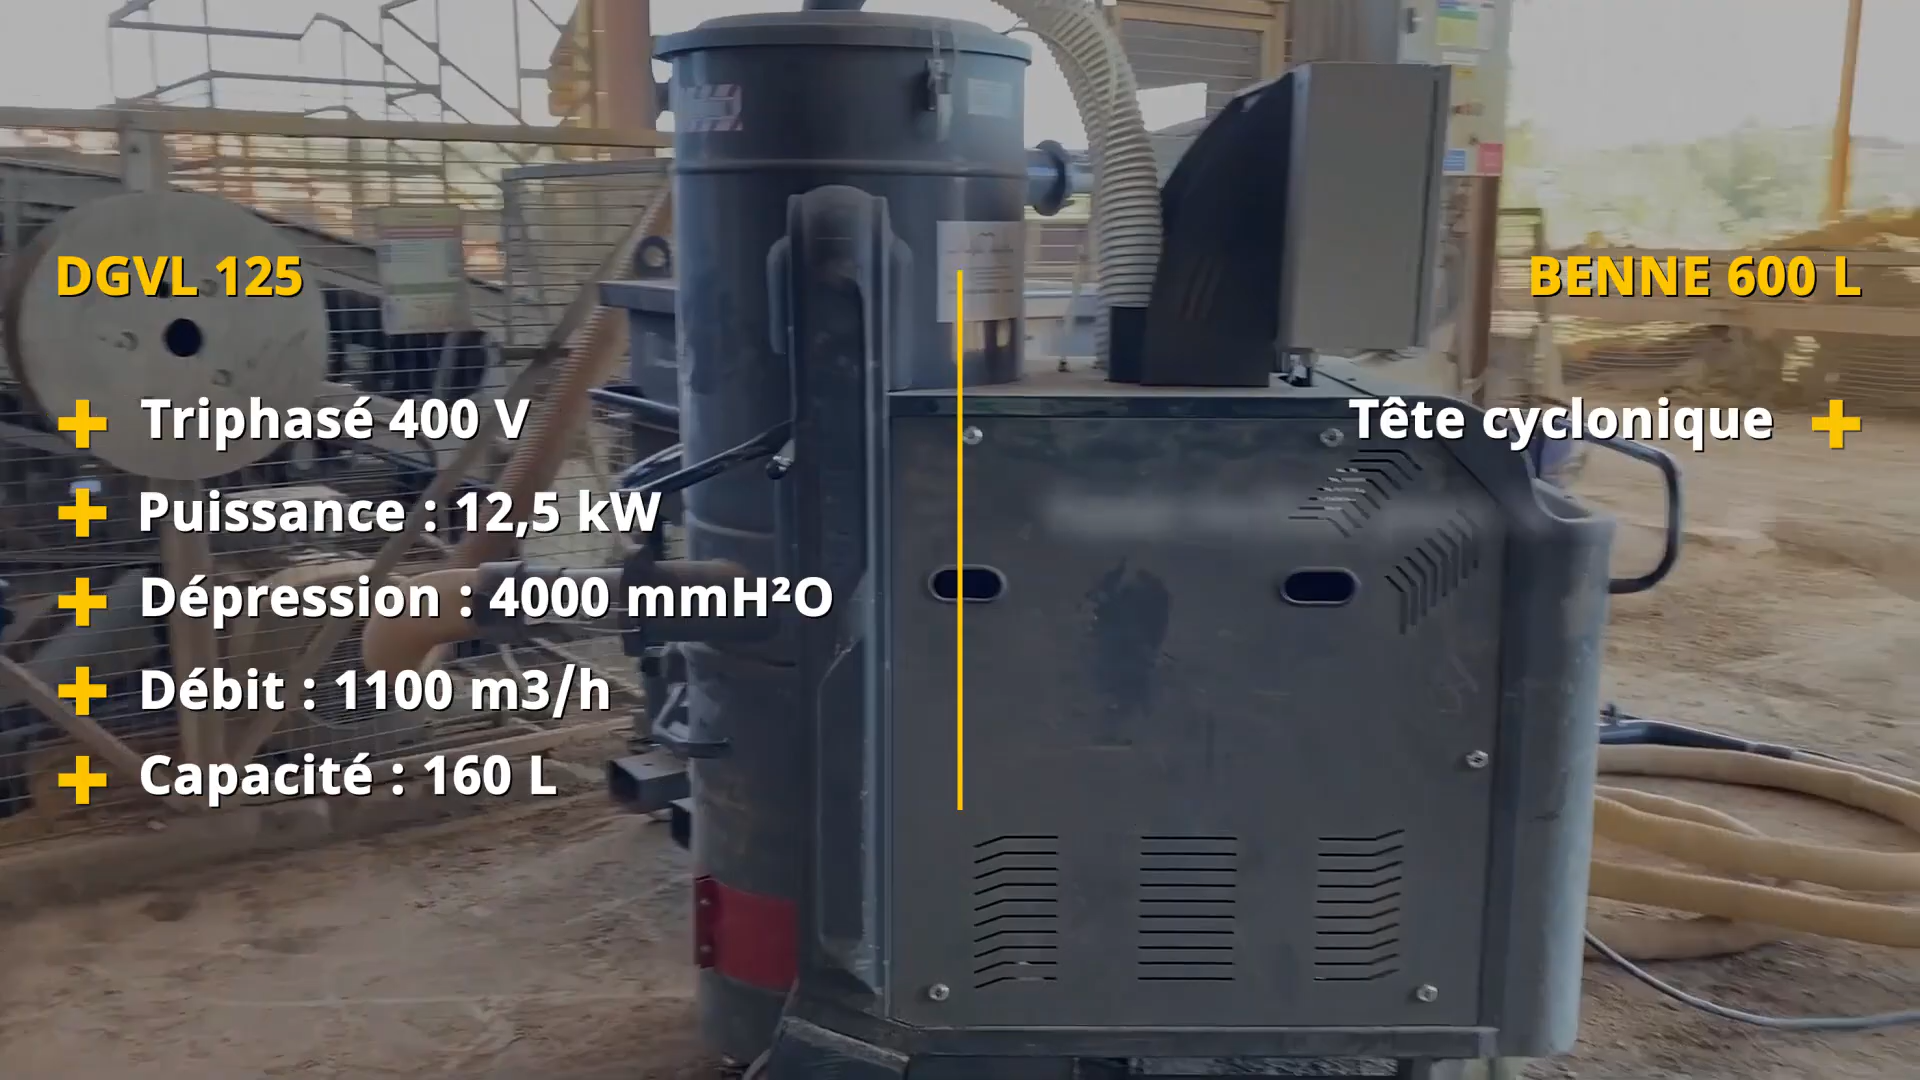 DGVL 125
Triphasé 400 V
Puissance : 12,5 kW
Dépression : 4000 mmH²O
Débit : 1100 m3/h
Capacité : 160 L
BENNE 600 L
Tête cyclonique